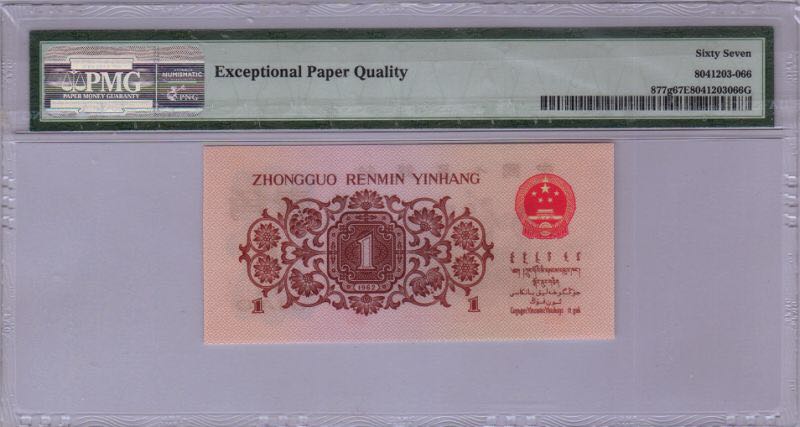 PMG
PAPER MONEY GUARANTY
NUMISMATIC
PNG
Exceptional Paper Quality
Sixty Seven
8041203-066
877g67E8041203066G
ZHONGGUO RENMIN YINHANG
1
1962
1
1